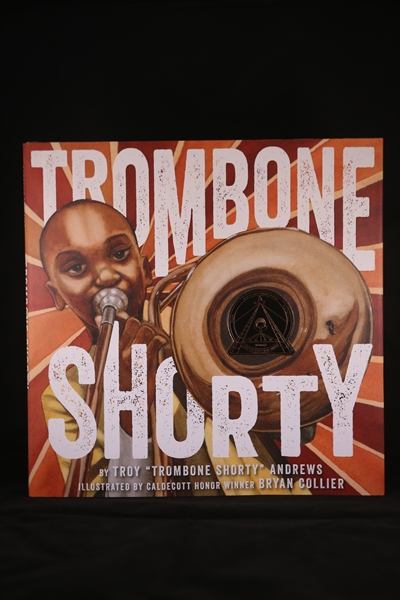 TROMBONE
SHORTY
BY TROY "TROMBONE SHORTY" ANDREWS
ILLUSTRATED BY CALDECOTT HONOR WINNER BRYAN COLLIER